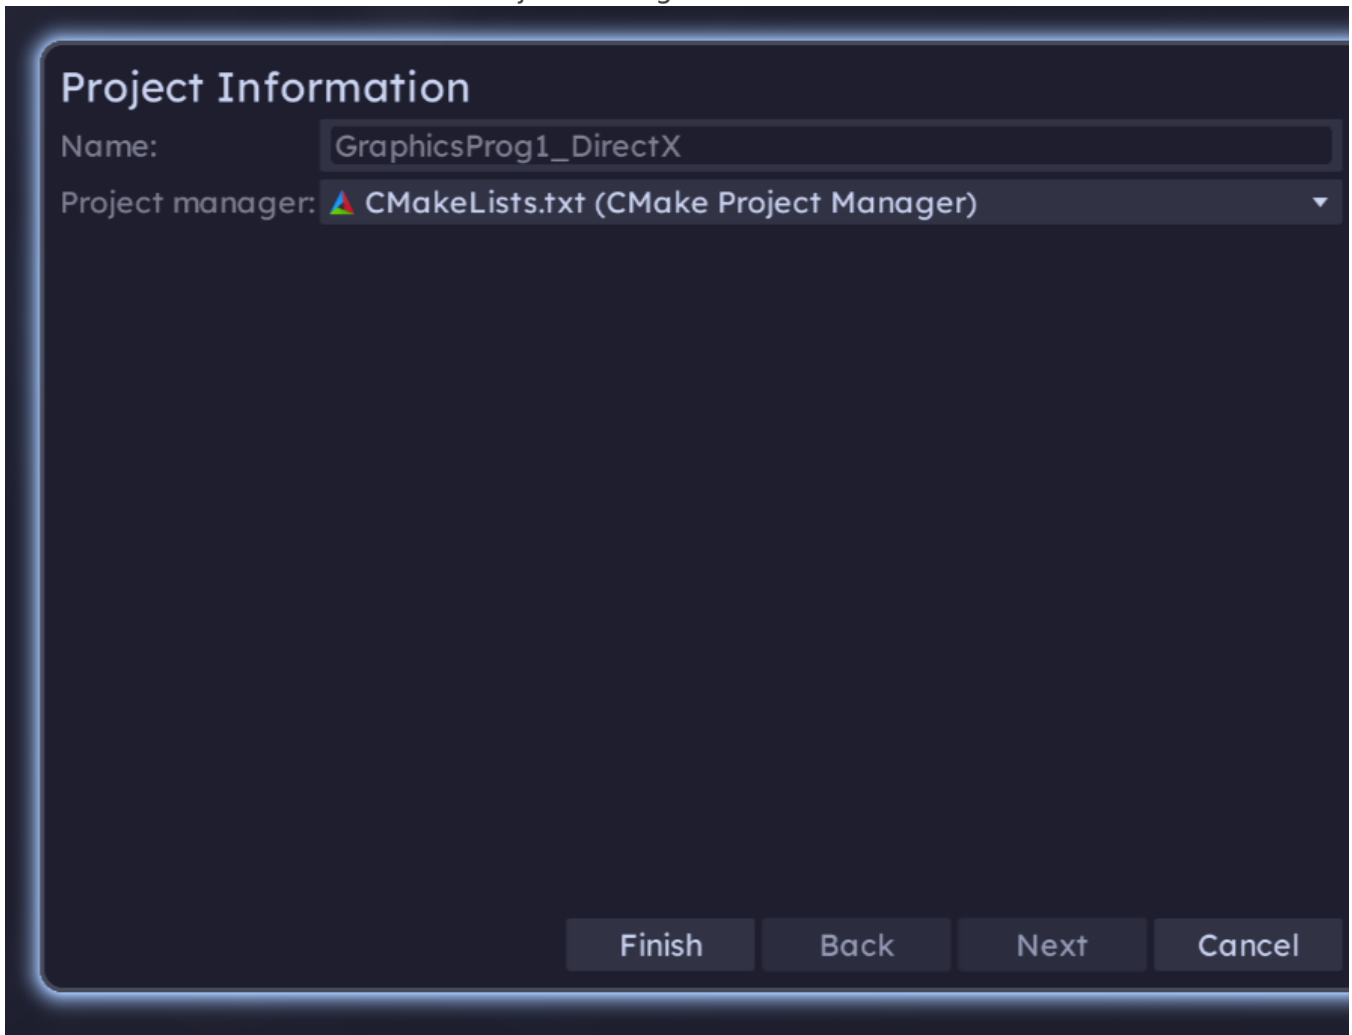 Project Information
Name: GraphicsProg1_DirectX
Project manager: CMakeLists.txt (CMake Project Manager)
Finish Back Next Cancel